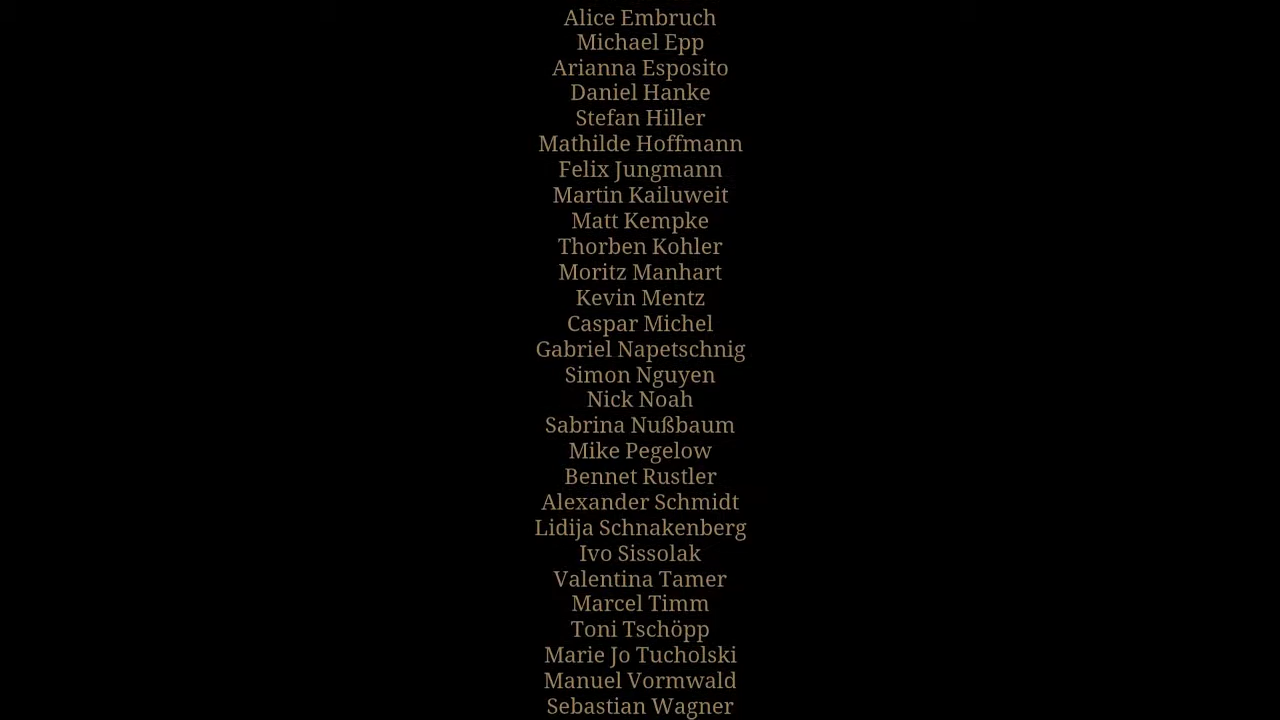 Alice Embruch
Michael Epp
Arianna Esposito
Daniel Hanke
Stefan Hiller
Mathilde Hoffmann
Felix Jungmann
Martin Kailuweit
Matt Kempke
Thorben Kohler
Moritz Manhart
Kevin Mentz
Caspar Michel
Gabriel Napetschnig
Simon Nguyen
Nick Noah
Sabrina Nußbaum
Mike Pegelow
Bennet Rustler
Alexander Schmidt
Lidija Schnakenberg
Ivo Sissolak
Valentina Tamer
Marcel Timm
Toni Tschöpp
Marie Jo Tucholski
Manuel Vormwald
Sebastian Wagner